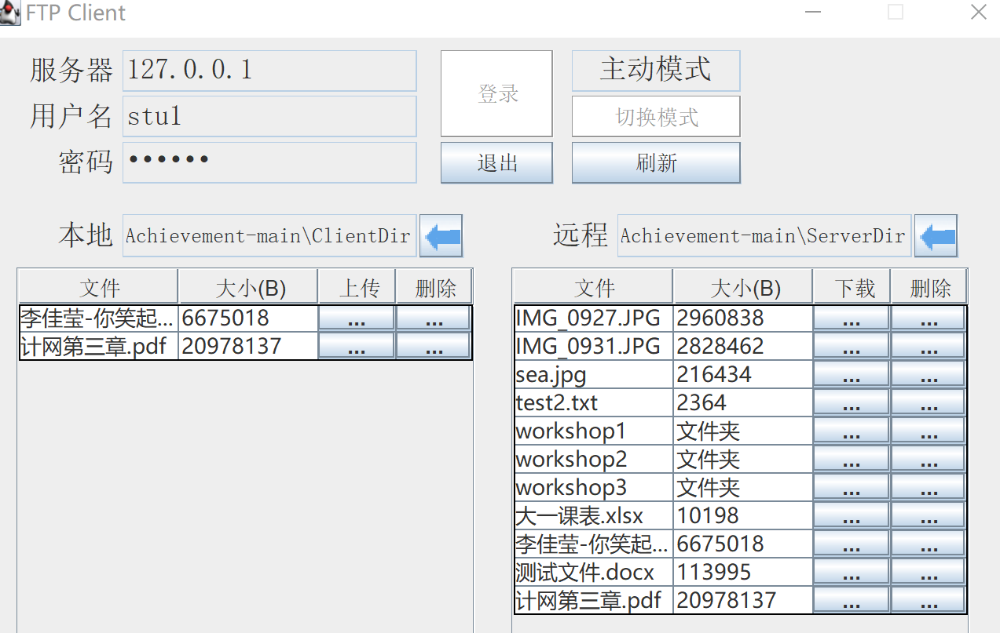 FTP Client
服务器 127.0.0.1 登录 主动模式
用户名 stu1 切换模式
密码 •••••• 退出 刷新
本地 Achievement-main\ClientDir 远程 Achievement-main\ServerDir
文件 大小(B) 上传 删除
李佳莹-你笑起... 6675018 ... ...
计网第三章.pdf 20978137 ... ...
文件 大小(B) 下载 删除
IMG_0927.JPG 2960838 ... ...
IMG_0931.JPG 2828462 ... ...
sea.jpg 216434 ... ...
test2.txt 2364 ... ...
workshop1 文件夹 ... ...
workshop2 文件夹 ... ...
workshop3 文件夹 ... ...
大一课表.xlsx 10198 ... ...
李佳莹-你笑起... 6675018 ... ...
测试文件.docx 113995 ... ...
计网第三章.pdf 20978137 ... ...